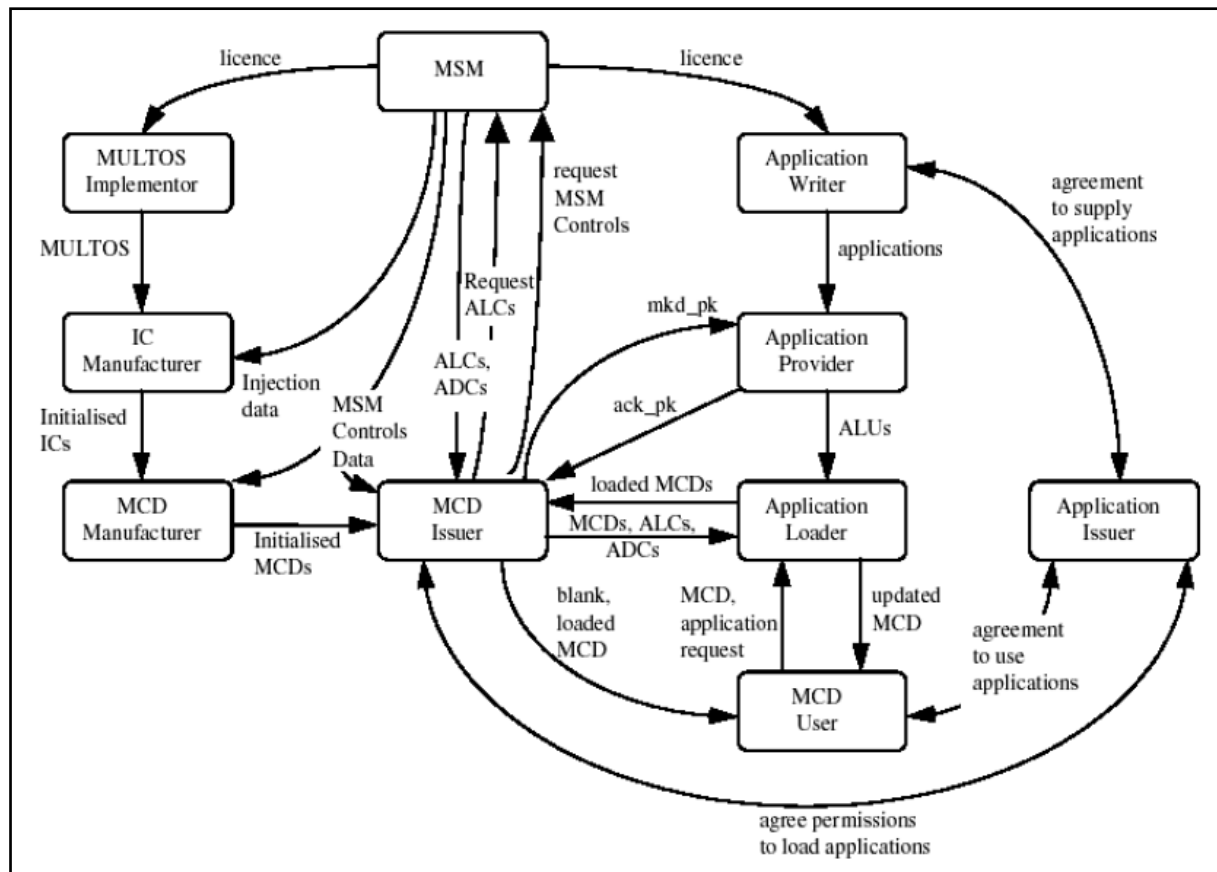 licence
MSM
licence
MULTOS
Implementor
request
MSM
Controls
Application
Writer
agreement
to supply
applications
MULTOS
applications
Request
ALCs
IC
Manufacturer
mkd_pk
Application
Provider
Injection
data
ALCs,
ADCs
Initialised
ICs
MSM
Controls
Data
ack_pk
ALUs
MCD
Manufacturer
Initialised
MCDs
MCD
Issuer
loaded MCDs
MCDs, ALCs,
ADCs
Application
Loader
Application
Issuer
blank,
loaded
MCD
MCD,
application
request
updated
MCD
agreement
to use
applications
MCD
User
agree permissions
to load applications